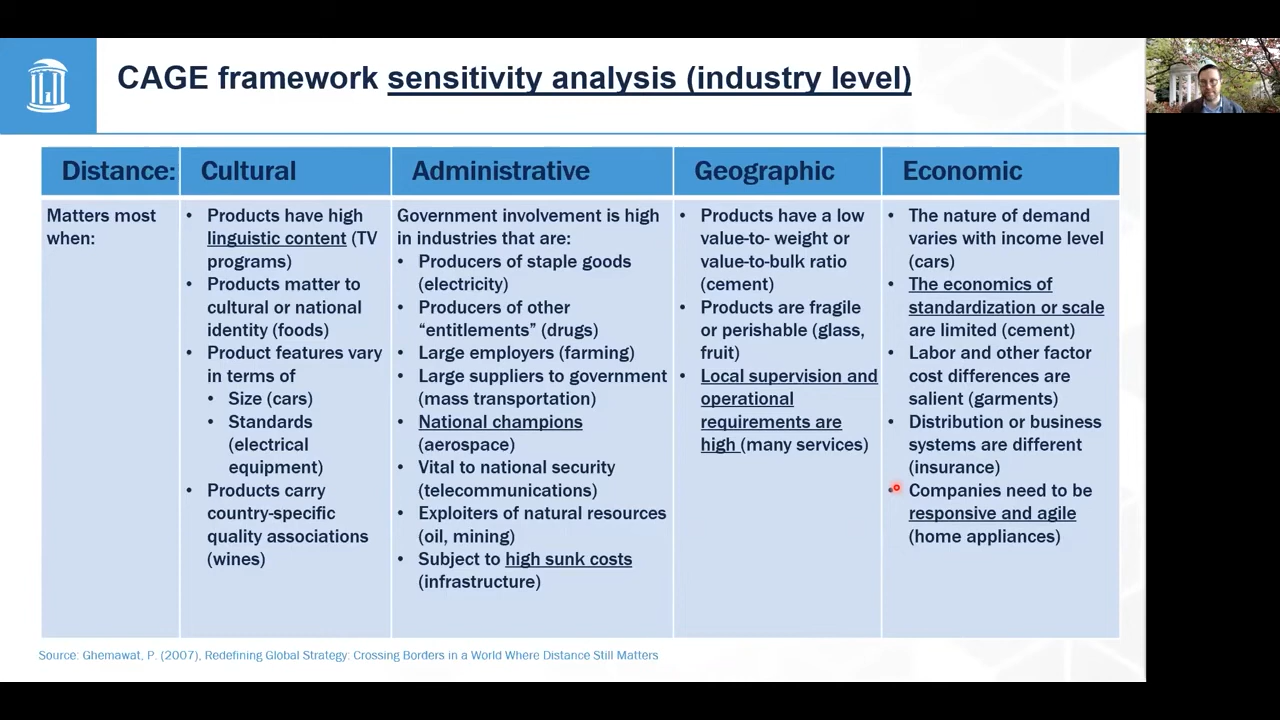 CAGE framework sensitivity analysis (industry level)
Distance:
Cultural
Administrative
Geographic
Economic
Matters most
when:
• Products have high
linguistic content (TV
programs)
• Products matter to
cultural or national
identity (foods)
• Product features vary
in terms of
• Size (cars)
• Standards
(electrical
equipment)
• Products carry
country-specific
quality associations
(wines)
Government involvement is high
in industries that are:
• Producers of staple goods
(electricity)
• Producers of other
“entitlements” (drugs)
• Large employers (farming)
• Large suppliers to government
(mass transportation)
• National champions
(aerospace)
• Vital to national security
(telecommunications)
• Exploiters of natural resources
(oil, mining)
• Subject to high sunk costs
(infrastructure)
• Products have a low
value-to- weight or
value-to-bulk ratio
(cement)
• Products are fragile
or perishable (glass,
fruit)
• Local supervision and
operational
requirements are
high (many services)
• The nature of demand
varies with income level
(cars)
• The economics of
standardization or scale
are limited (cement)
• Labor and other factor
cost differences are
salient (garments)
• Distribution or business
systems are different
(insurance)
• Companies need to be
responsive and agile
(home appliances)
Source: Ghemawat, P. (2007), Redefining Global Strategy: Crossing Borders in a World Where Distance Still Matters